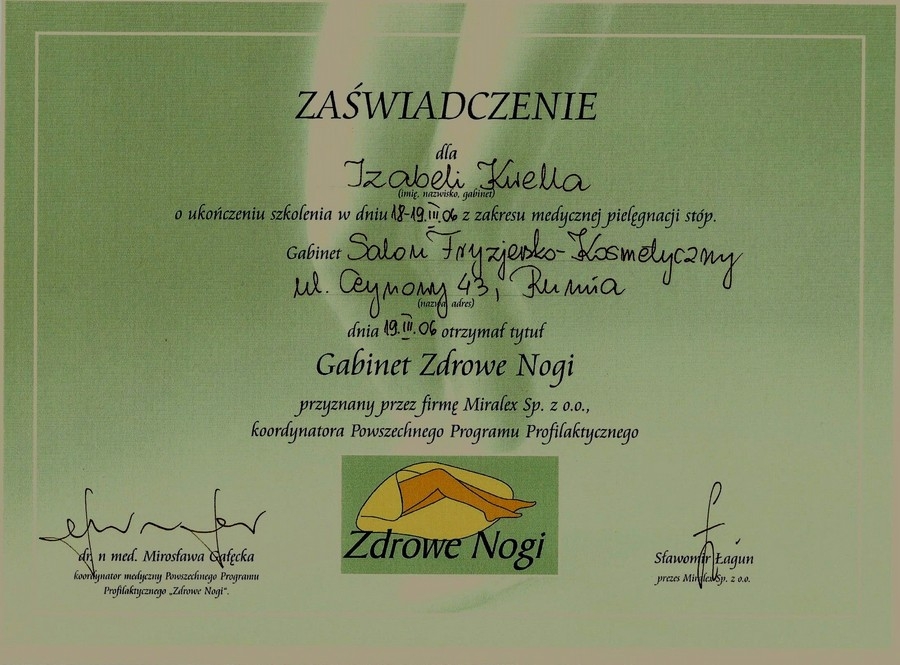 ZAŚWIADCZENIE
dla
Izabeli Kwella
(imię, nazwisko, gabinet)
o ukończeniu szkolenia w dniu 18-19.III.06 z zakresu medycznej pielęgnacji stóp.
Gabinet Salon Fryzjersko-Kosmetyczny
ul. Ceynowy 43, Rumia
(nazwa, adres)
dnia 19.III.06 otrzymał tytuł
Gabinet Zdrowe Nogi
przyznany przez firmę Miralex Sp. z o.o.,
koordynatora Powszechnego Programu Profilaktycznego
Zdrowe Nogi
dr. n med. Mirosława Gałęcka
koordynator medyczny Powszechnego Programu
Profilaktycznego „Zdrowe Nogi”.
Sławomir Łagun
prezes Miralex Sp. z o.o.